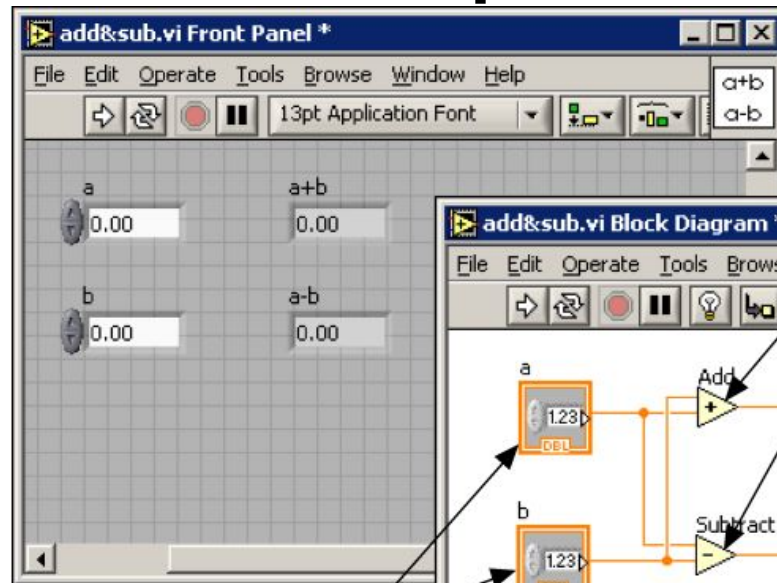 add&sub.vi Front Panel *
File Edit Operate Tools Browse Window Help
13pt Application Font
a+b
a-b
a
a+b
0.00
0.00
b
a-b
0.00
0.00
add&sub.vi Block Diagram
File Edit Operate Tools
a
Add
+
1.23
DBL
b
Subtract
-
1.23